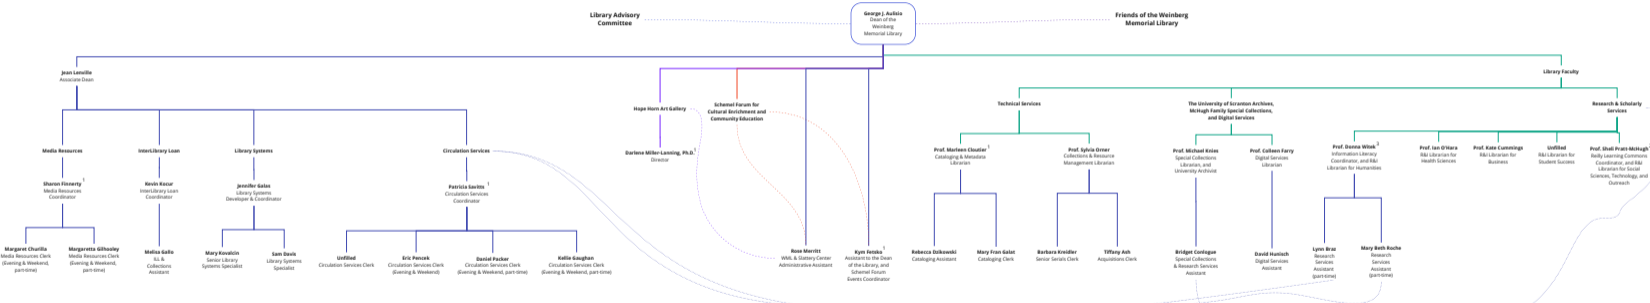 Library Advisory
Committee
George J. Aulisio
Dean of the
Weinberg
Memorial Library
Friends of the Weinberg
Memorial Library
Jean Lenville
Associate Dean
Library Faculty
Hope Horn Art Gallery
Darlene Miller-Lanning, Ph.D.1
Director
Schemel Forum for
Cultural Enrichment and
Community Education
Technical Services
The University of Scranton Archives,
McHugh Family Special Collections,
and Digital Services
Research & Scholarly
Services
Media Resources
InterLibrary Loan
Library Systems
Circulation Services
Sharon Finnerty 1
Media Resources
Coordinator
Kevin Kocur
InterLibrary Loan
Coordinator
Jennifer Galas
Library Systems
Developer & Coordinator
Patricia Savitts 1
Circulation Services
Coordinator
Prof. Marleen Cloutier 1
Cataloging & Metadata
Librarian
Prof. Sylvia Orner
Collections & Resource
Management Librarian
Prof. Michael Knies
Special Collections
Librarian, and
University Archivist
Prof. Colleen Farry
Digital Services
Librarian
Prof. Donna Witek 2
Information Literacy
Coordinator, and R&I
Librarian for Humanities
Prof. Ian O'Hara
R&I Librarian for
Health Sciences
Prof. Kate Cummings
R&I Librarian for
Business
Unfilled
R&I Librarian for
Student Success
Prof. Sheli Pratt-McHugh
Reilly Learning Commons
Coordinator, and R&I
Librarian for Social
Sciences, Technology, and
Outreach
Margaret Churilla
Media Resources Clerk
(Evening & Weekend,
part-time)
Margaretta Gilhooley
Media Resources Clerk
(Evening & Weekend,
part-time)
Melisa Gallo
ILL &
Collections
Assistant
Mary Kovalcin
Senior Library
Systems Specialist
Sam Davis
Library Systems
Specialist
Unfilled
Circulation Services Clerk
Eric Pencek
Circulation Services Clerk
(Evening & Weekend)
Daniel Packer
Circulation Services Clerk
(Evening & Weekend, part-time)
Kellie Gaughan
Circulation Services Clerk
(Evening & Weekend, part-time)
Rose Merritt
WML & Slattery Center
Administrative Assistant
Kym Fetsko 1
Assistant to the Dean
of the Library, and
Schemel Forum
Events Coordinator
Rebecca Dzikowski
Cataloging Assistant
Mary Fran Galat
Cataloging Clerk
Barbara Kreidler
Senior Serials Clerk
Tiffany Ash
Acquisitions Clerk
Bridget Conlogue
Special Collections
& Research Services
Assistant
David Hunisch
Digital Services
Assistant
Lynn Braz
Research
Services
Assistant
(part-time)
Mary Beth Roche
Research
Services
Assistant
(part-time)